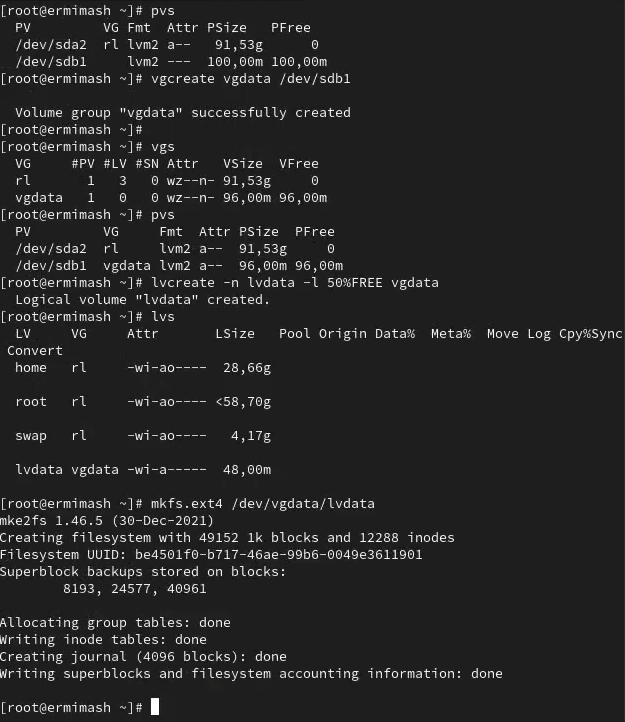 [root@ermimash ~]# pvs
  PV         VG Fmt  Attr PSize   PFree
  /dev/sda2  rl lvm2 a--   91,53g      0
  /dev/sdb1     lvm2 ---  100,00m 100,00m
[root@ermimash ~]# vgcreate vgdata /dev/sdb1
  Volume group "vgdata" successfully created
[root@ermimash ~]#
[root@ermimash ~]# vgs
  VG     #PV #LV #SN Attr   VSize  VFree
  rl       1   3   0 wz--n- 91,53g     0
  vgdata   1   0   0 wz--n- 96,00m 96,00m
[root@ermimash ~]# pvs
  PV         VG     Fmt  Attr PSize  PFree
  /dev/sda2  rl     lvm2 a--  91,53g     0
  /dev/sdb1  vgdata lvm2 a--  96,00m 96,00m
[root@ermimash ~]# lvcreate -n lvdata -l 50%FREE vgdata
  Logical volume "lvdata" created.
[root@ermimash ~]# lvs
  LV     VG     Attr       LSize   Pool Origin Data%  Meta%  Move Log Cpy%Sync
 Convert
  home   rl     -wi-ao----  28,66g
  root   rl     -wi-ao---- <58,70g
  swap   rl     -wi-ao----   4,17g
  lvdata vgdata -wi-a-----  48,00m
[root@ermimash ~]# mkfs.ext4 /dev/vgdata/lvdata
mke2fs 1.46.5 (30-Dec-2021)
Creating filesystem with 49152 1k blocks and 12288 inodes
Filesystem UUID: be4501f0-b717-46ae-99b6-0049e3611901
Superblock backups stored on blocks:
        8193, 24577, 40961
Allocating group tables: done
Writing inode tables: done
Creating journal (4096 blocks): done
Writing superblocks and filesystem accounting information: done
[root@ermimash ~]#